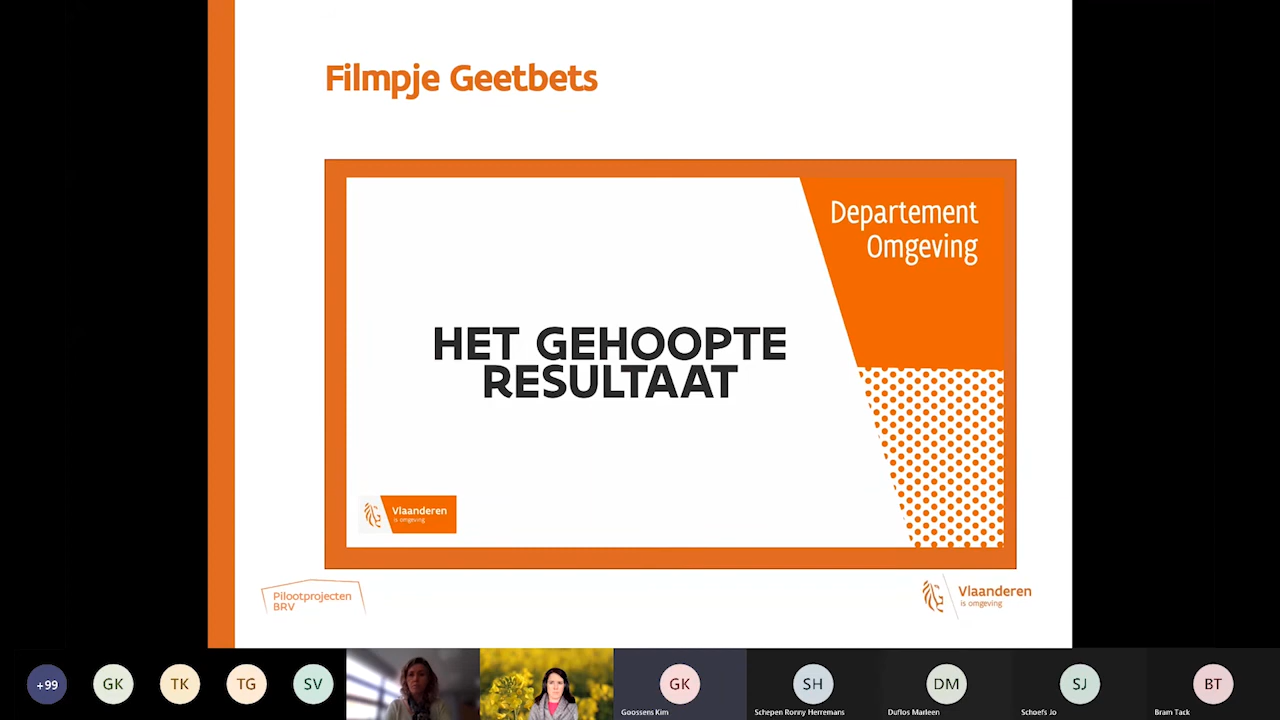 Filmpje Geetbets
Departement
Omgeving
HET GEHOOPTE
RESULTAAT
Vlaanderen
is omgeving
Pilootprojecten
BRV
Vlaanderen
is omgeving
+99
GK
TK
TG
SV
GK
SH
DM
SJ
BT
Goossens Kim
Schepen Ronny Herremans
Duflos Marleen
Schoefs Jo
Bram Tack